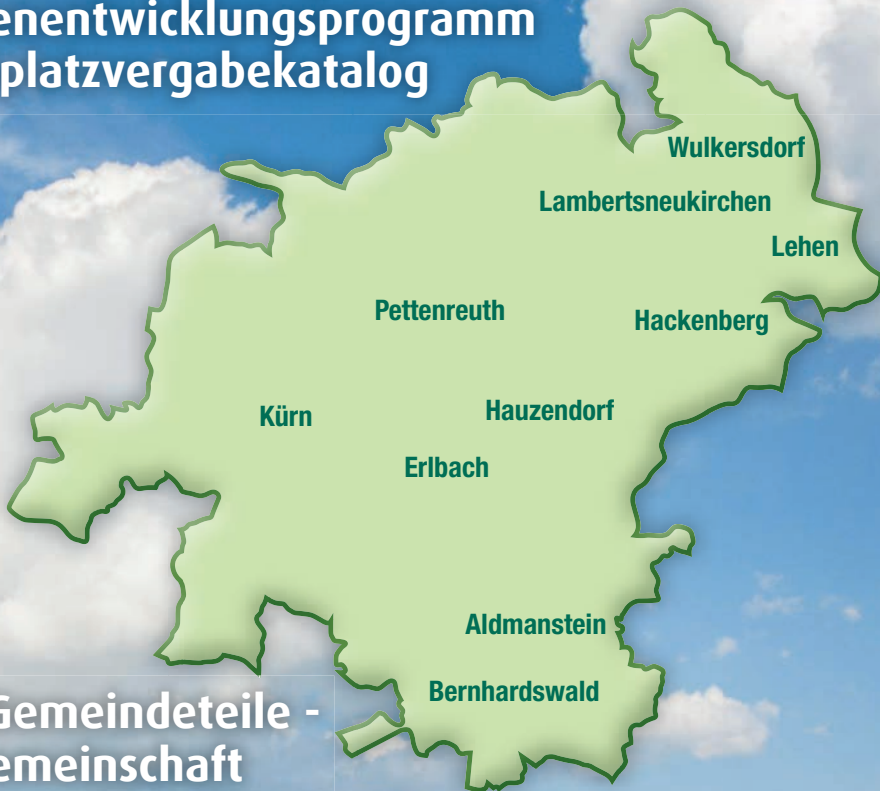 enentwicklungsprogramm
platzvergabekatalog
Wulkersdorf
Lambertsneukirchen
Lehen
Pettenreuth
Hackenberg
Kürn
Hauzendorf
Erlbach
Aldmanstein
Bernhardswald
Gemeindeteile -
emeinschaft